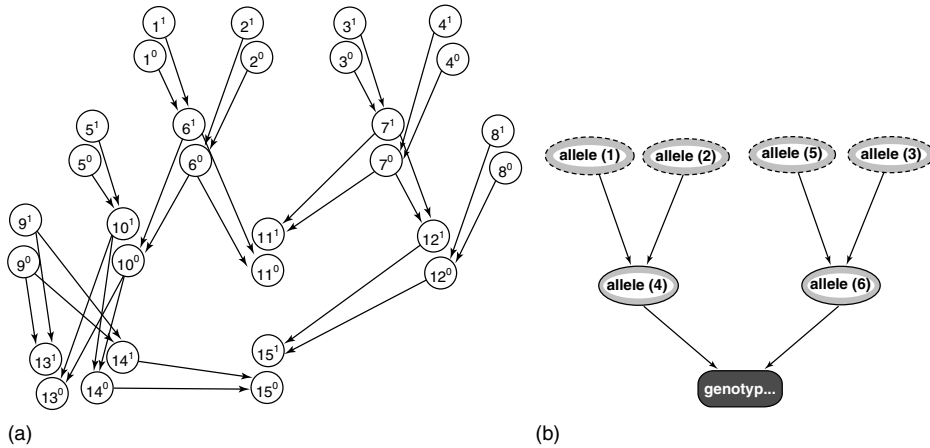 1¹ 2¹ 3¹ 4¹
1⁰ 2⁰ 3⁰ 4⁰
5¹ 6¹ 7¹ 8¹
5⁰ 6⁰ 7⁰ 8⁰
allele (1) allele (2) allele (5) allele (3)
9¹ 10¹ 11¹ 12¹
9⁰ 10⁰ 11⁰ 12⁰
allele (4) allele (6)
13¹ 14¹ 15¹
13⁰ 14⁰ 15⁰
genotyp...
(a) (b)